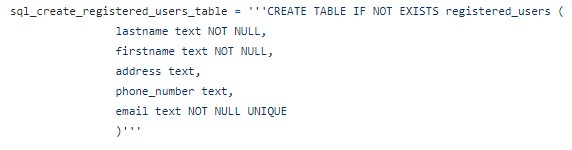 sql_create_registered_users_table = '''CREATE TABLE IF NOT EXISTS registered_users (
lastname text NOT NULL,
firstname text NOT NULL,
address text,
phone_number text,
email text NOT NULL UNIQUE
)'''